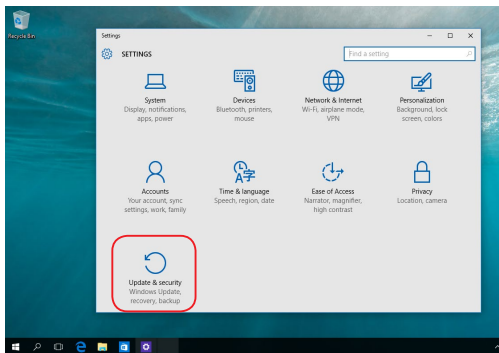 Recycle Bin
Settings
SETTINGS
Find a setting
System
Display, notifications,
apps, power
Devices
Bluetooth, printers,
mouse
Network & Internet
Wi-Fi, airplane mode,
VPN
Personalization
Background, lock
screen, colors
Accounts
Your account, sync
settings, work, family
Time & language
Speech, region, date
Ease of Access
Narrator, magnifier,
high contrast
Privacy
Location, camera
Update & security
Windows Update,
recovery, backup